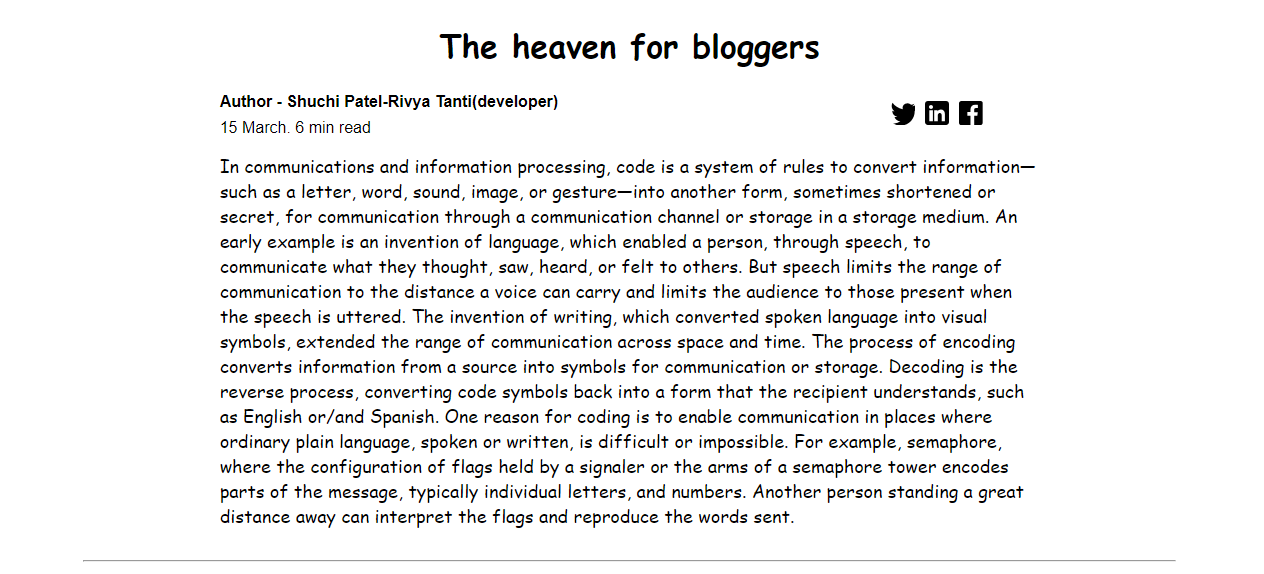 The heaven for bloggers
Author - Shuchi Patel-Rivya Tanti(developer)
15 March. 6 min read
In communications and information processing, code is a system of rules to convert information—
such as a letter, word, sound, image, or gesture—into another form, sometimes shortened or
secret, for communication through a communication channel or storage in a storage medium. An
early example is an invention of language, which enabled a person, through speech, to
communicate what they thought, saw, heard, or felt to others. But speech limits the range of
communication to the distance a voice can carry and limits the audience to those present when
the speech is uttered. The invention of writing, which converted spoken language into visual
symbols, extended the range of communication across space and time. The process of encoding
converts information from a source into symbols for communication or storage. Decoding is the
reverse process, converting code symbols back into a form that the recipient understands, such
as English or/and Spanish. One reason for coding is to enable communication in places where
ordinary plain language, spoken or written, is difficult or impossible. For example, semaphore,
where the configuration of flags held by a signaler or the arms of a semaphore tower encodes
parts of the message, typically individual letters, and numbers. Another person standing a great
distance away can interpret the flags and reproduce the words sent.